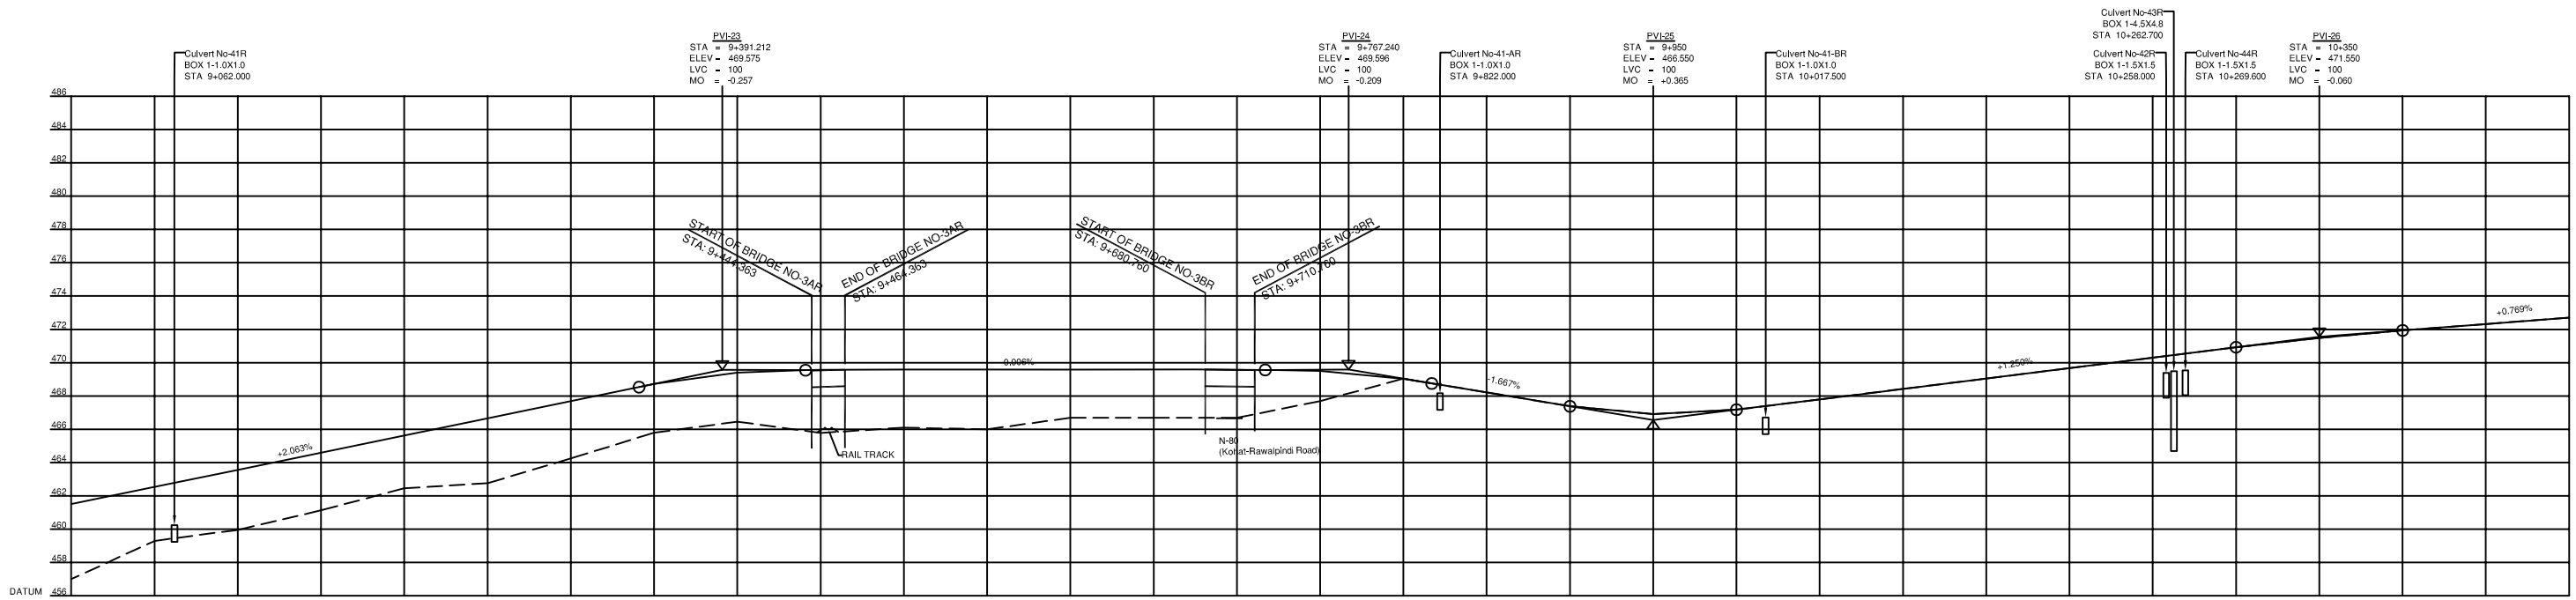 Culvert No-41R
BOX 1-1.0X1.0
STA 9+062.000
PVI-23
STA = 9+391.212
ELEV = 469.575
LVC = 100
MO = -0.257
PVI-24
STA = 9+767.240
ELEV = 469.596
LVC = 100
MO = -0.209
Culvert No-41-AR
BOX 1-1.0X1.0
STA 9+822.000
PVI-25
STA = 9+950
ELEV = 466.550
LVC = 100
MO = +0.365
Culvert No-41-BR
BOX 1-1.0X1.0
STA 10+017.500
Culvert No-43R
BOX 1-4.5X4.8
STA 10+262.700
Culvert No-42R
BOX 1-1.5X1.5
STA 10+258.000
Culvert No-44R
BOX 1-1.5X1.5
STA 10+269.600
PVI-26
STA = 10+350
ELEV = 471.550
LVC = 100
MO = -0.060
486
484
482
480
478
476
474
472
470
468
466
464
462
460
458
DATUM 456
START OF BRIDGE NO-3AR
STA: 9+444.363
END OF BRIDGE NO-3AR
STA: 9+464.363
START OF BRIDGE NO-3BR
STA: 9+680.760
END OF BRIDGE NO-3BR
STA: 9+710.760
+2.063%
0.006%
-1.667%
+1.250%
+0.769%
RAIL TRACK
N-80
(Kohat-Rawalpindi Road)